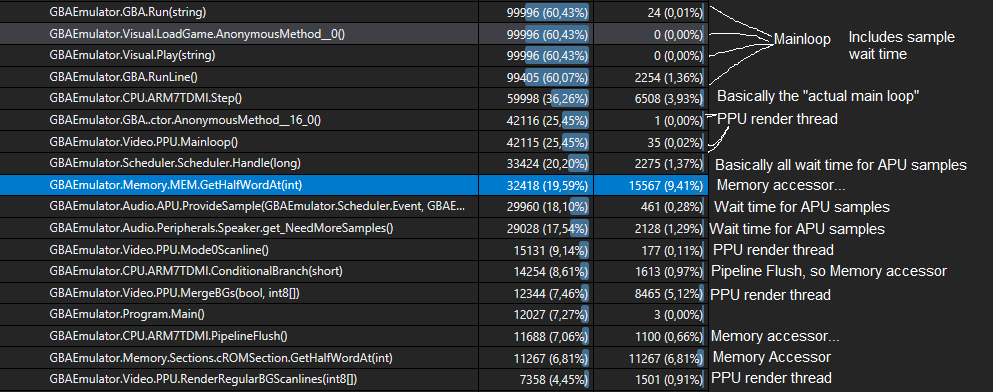 GBAEmulator.GBA.Run(string) 99996 (60,43%) 24 (0,01%)
GBAEmulator.Visual.LoadGame.AnonymousMethod__0() 99996 (60,43%) 0 (0,00%) Mainloop Includes sample
GBAEmulator.Visual.Play(string) 99996 (60,43%) 0 (0,00%) wait time
GBAEmulator.GBA.RunLine() 99405 (60,07%) 2254 (1,36%)
GBAEmulator.CPU.ARM7TDMI.Step() 59998 (36,26%) 6508 (3,93%) Basically the "actual main loop"
GBAEmulator.GBA..ctor.AnonymousMethod__16_0() 42116 (25,45%) 1 (0,00%) PPU render thread
GBAEmulator.Video.PPU.Mainloop() 42115 (25,45%) 35 (0,02%)
GBAEmulator.Scheduler.Scheduler.Handle(long) 33424 (20,20%) 2275 (1,37%) Basically all wait time for APU samples
GBAEmulator.Memory.MEM.GetHalfWordAt(int) 32418 (19,59%) 15567 (9,41%) Memory accessor...
GBAEmulator.Audio.APU.ProvideSample(GBAEmulator.Scheduler.Event, GBAE... 29960 (18,10%) 461 (0,28%) Wait time for APU samples
GBAEmulator.Audio.Peripherals.Speaker.get_NeedMoreSamples() 29028 (17,54%) 2128 (1,29%) Wait time for APU samples
GBAEmulator.Video.PPU.Mode0Scanline() 15131 (9,14%) 177 (0,11%) PPU render thread
GBAEmulator.CPU.ARM7TDMI.ConditionalBranch(short) 14254 (8,61%) 1613 (0,97%) Pipeline Flush, so Memory accessor
GBAEmulator.Video.PPU.MergeBGs(bool, int8[]) 12344 (7,46%) 8465 (5,12%) PPU render thread
GBAEmulator.Program.Main() 12027 (7,27%) 3 (0,00%)
GBAEmulator.CPU.ARM7TDMI.PipelineFlush() 11688 (7,06%) 1100 (0,66%) Memory accessor...
GBAEmulator.Memory.Sections.cROMSection.GetHalfWordAt(int) 11267 (6,81%) 11267 (6,81%) Memory Accessor
GBAEmulator.Video.PPU.RenderRegularBGScanlines(int8[]) 7358 (4,45%) 1501 (0,91%) PPU render thread